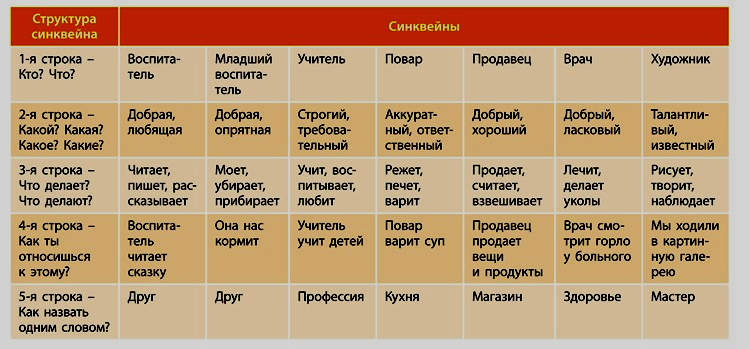 Структура
синквейна
Синквейны
1-я строка –
Кто? Что?
Воспита-
тель
Младший
воспита-
тель
Учитель
Повар
Продавец
Врач
Художник
2-я строка –
Какой? Какая?
Какое? Какие?
Добрая,
любящая
Добрая,
опрятная
Строгий,
требова-
тельный
Аккурат-
ный, ответ-
ственный
Добрый,
хороший
Добрый,
ласковый
Талантли-
вый,
известный
3-я строка –
Что делает?
Что делают?
Читает,
пишет, рас-
сказывает
Моет,
убирает,
прибирает
Учит, вос-
питывает,
любит
Режет,
печет,
варит
Продает,
считает,
взвешивает
Лечит,
делает
уколы
Рисует,
творит,
наблюдает
4-я строка –
Как ты
относишься
к этому?
Воспита-
тель
читает
сказку
Она нас
кормит
Учитель
учит детей
Повар
варит суп
Продавец
продает
вещи
и продукты
Врач смо-
трит горло
у больного
Мы ходили
в картин-
ную гале-
рею
5-я строка –
Как назвать
одним словом?
Друг
Друг
Профессия
Кухня
Магазин
Здоровье
Мастер